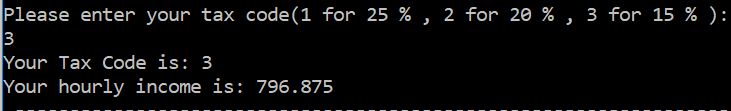 Please enter your tax code(1 for 25 % , 2 for 20 % , 3 for 15 % ):
3
Your Tax Code is: 3
Your hourly income is: 796.875